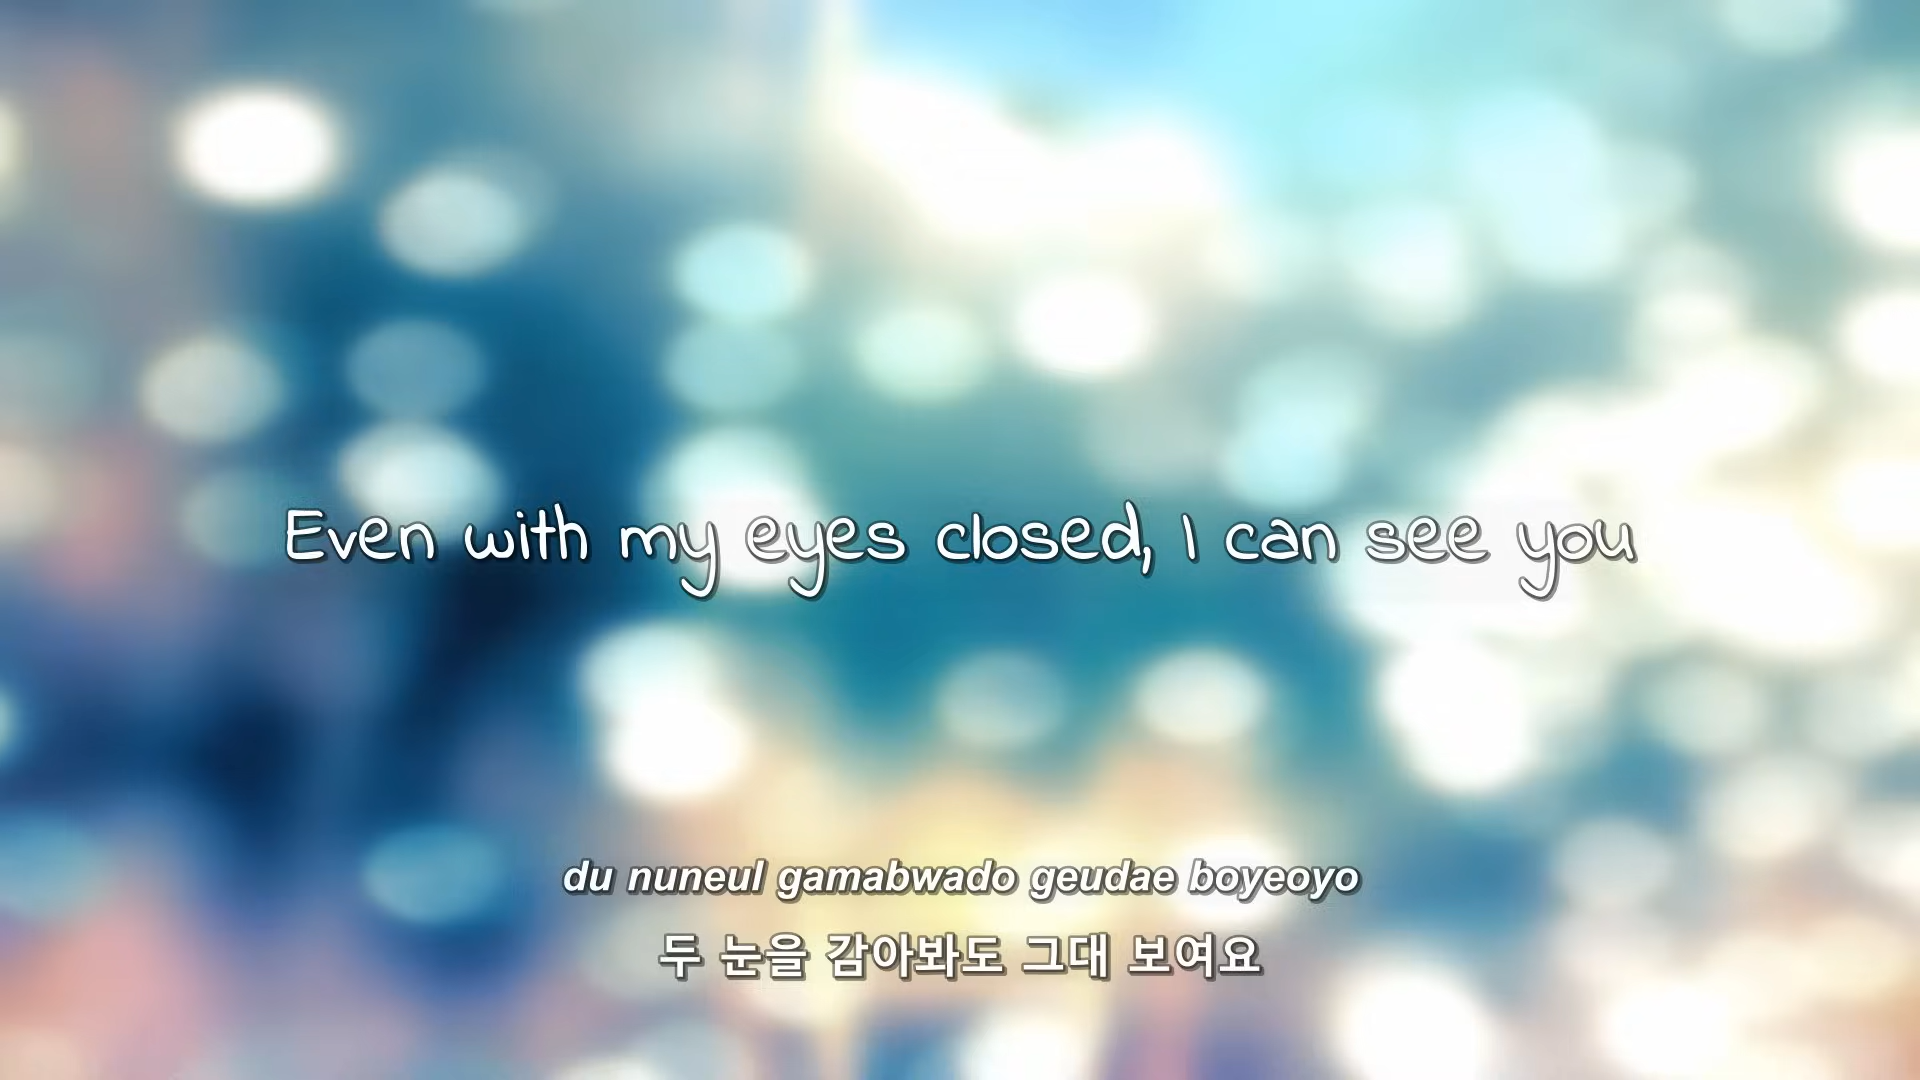 Even with my eyes closed, I can see you
du nuneul gamabwado geudae boyeoyo
두 눈을 감아봐도 그대 보여요